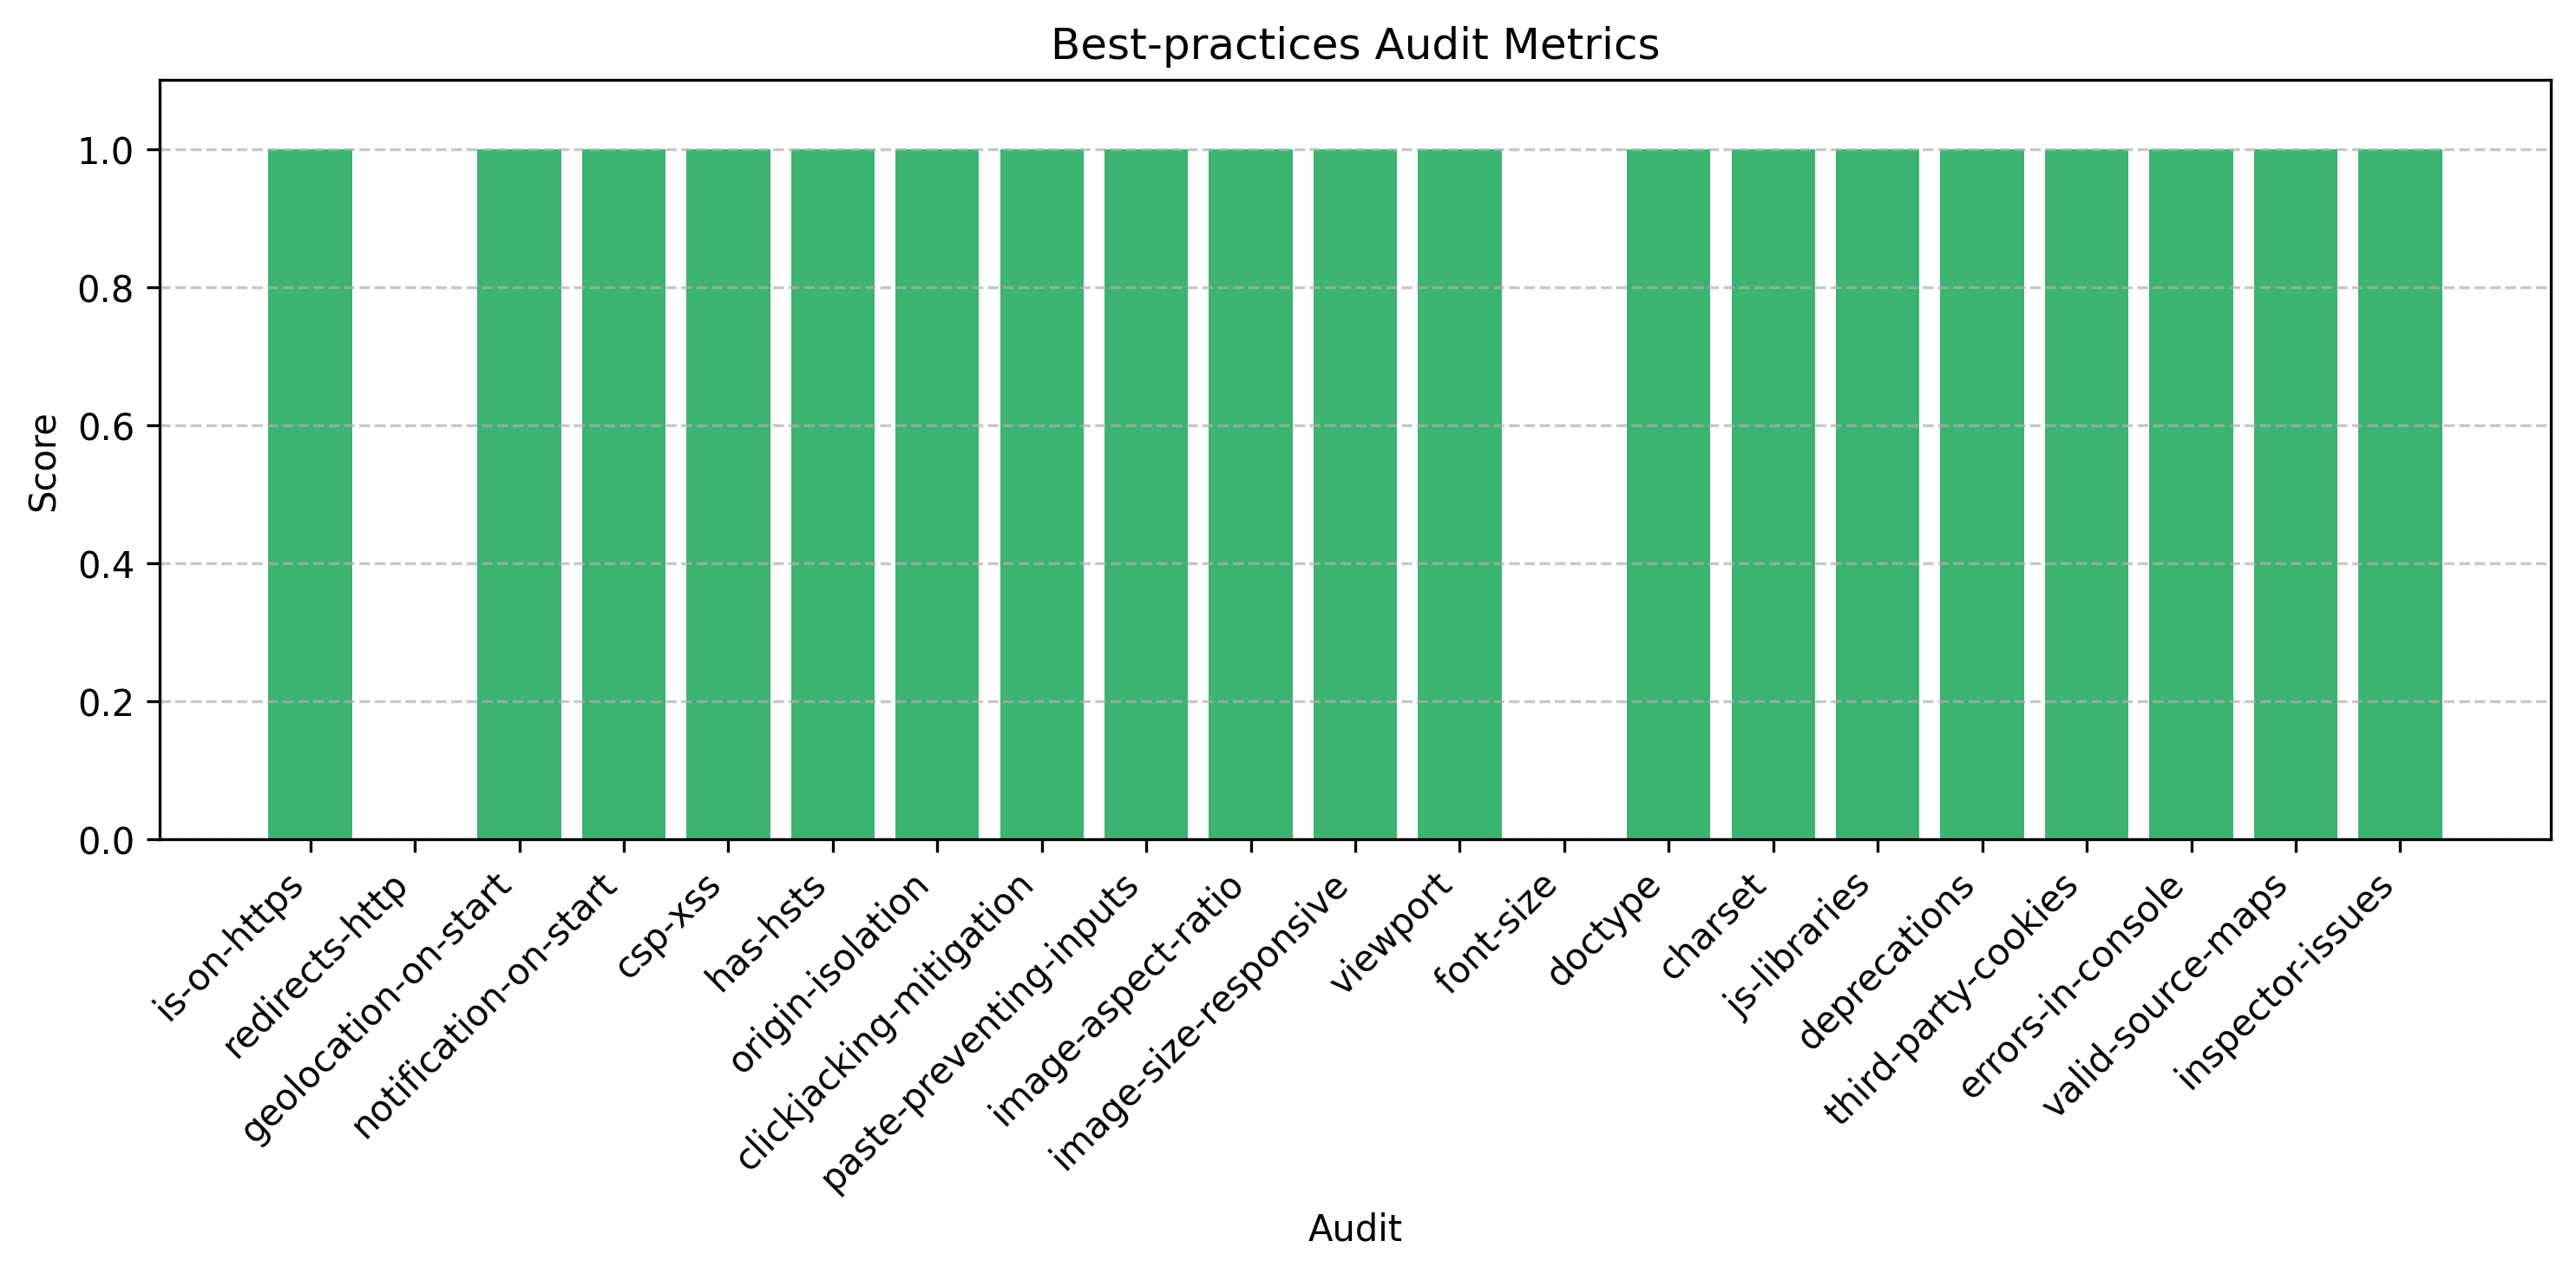 Best-practices Audit Metrics
Score
1.0
0.8
0.6
0.4
0.2
0.0
is-on-https
redirects-http
geolocation-on-start
notification-on-start
csp-xss
has-hsts
origin-isolation
clickjacking-mitigation
paste-preventing-inputs
image-aspect-ratio
image-size-responsive
viewport
font-size
doctype
charset
js-libraries
deprecations
third-party-cookies
errors-in-console
valid-source-maps
inspector-issues
Audit